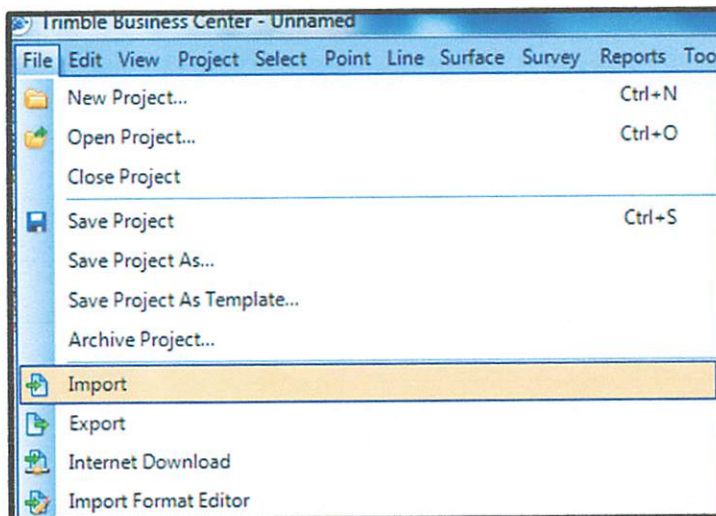 Trimble Business Center - Unnamed
File Edit View Project Select Point Line Surface Survey Reports Too
New Project... Ctrl+N
Open Project... Ctrl+O
Close Project
Save Project Ctrl+S
Save Project As...
Save Project As Template...
Archive Project...
Import
Export
Internet Download
Import Format Editor